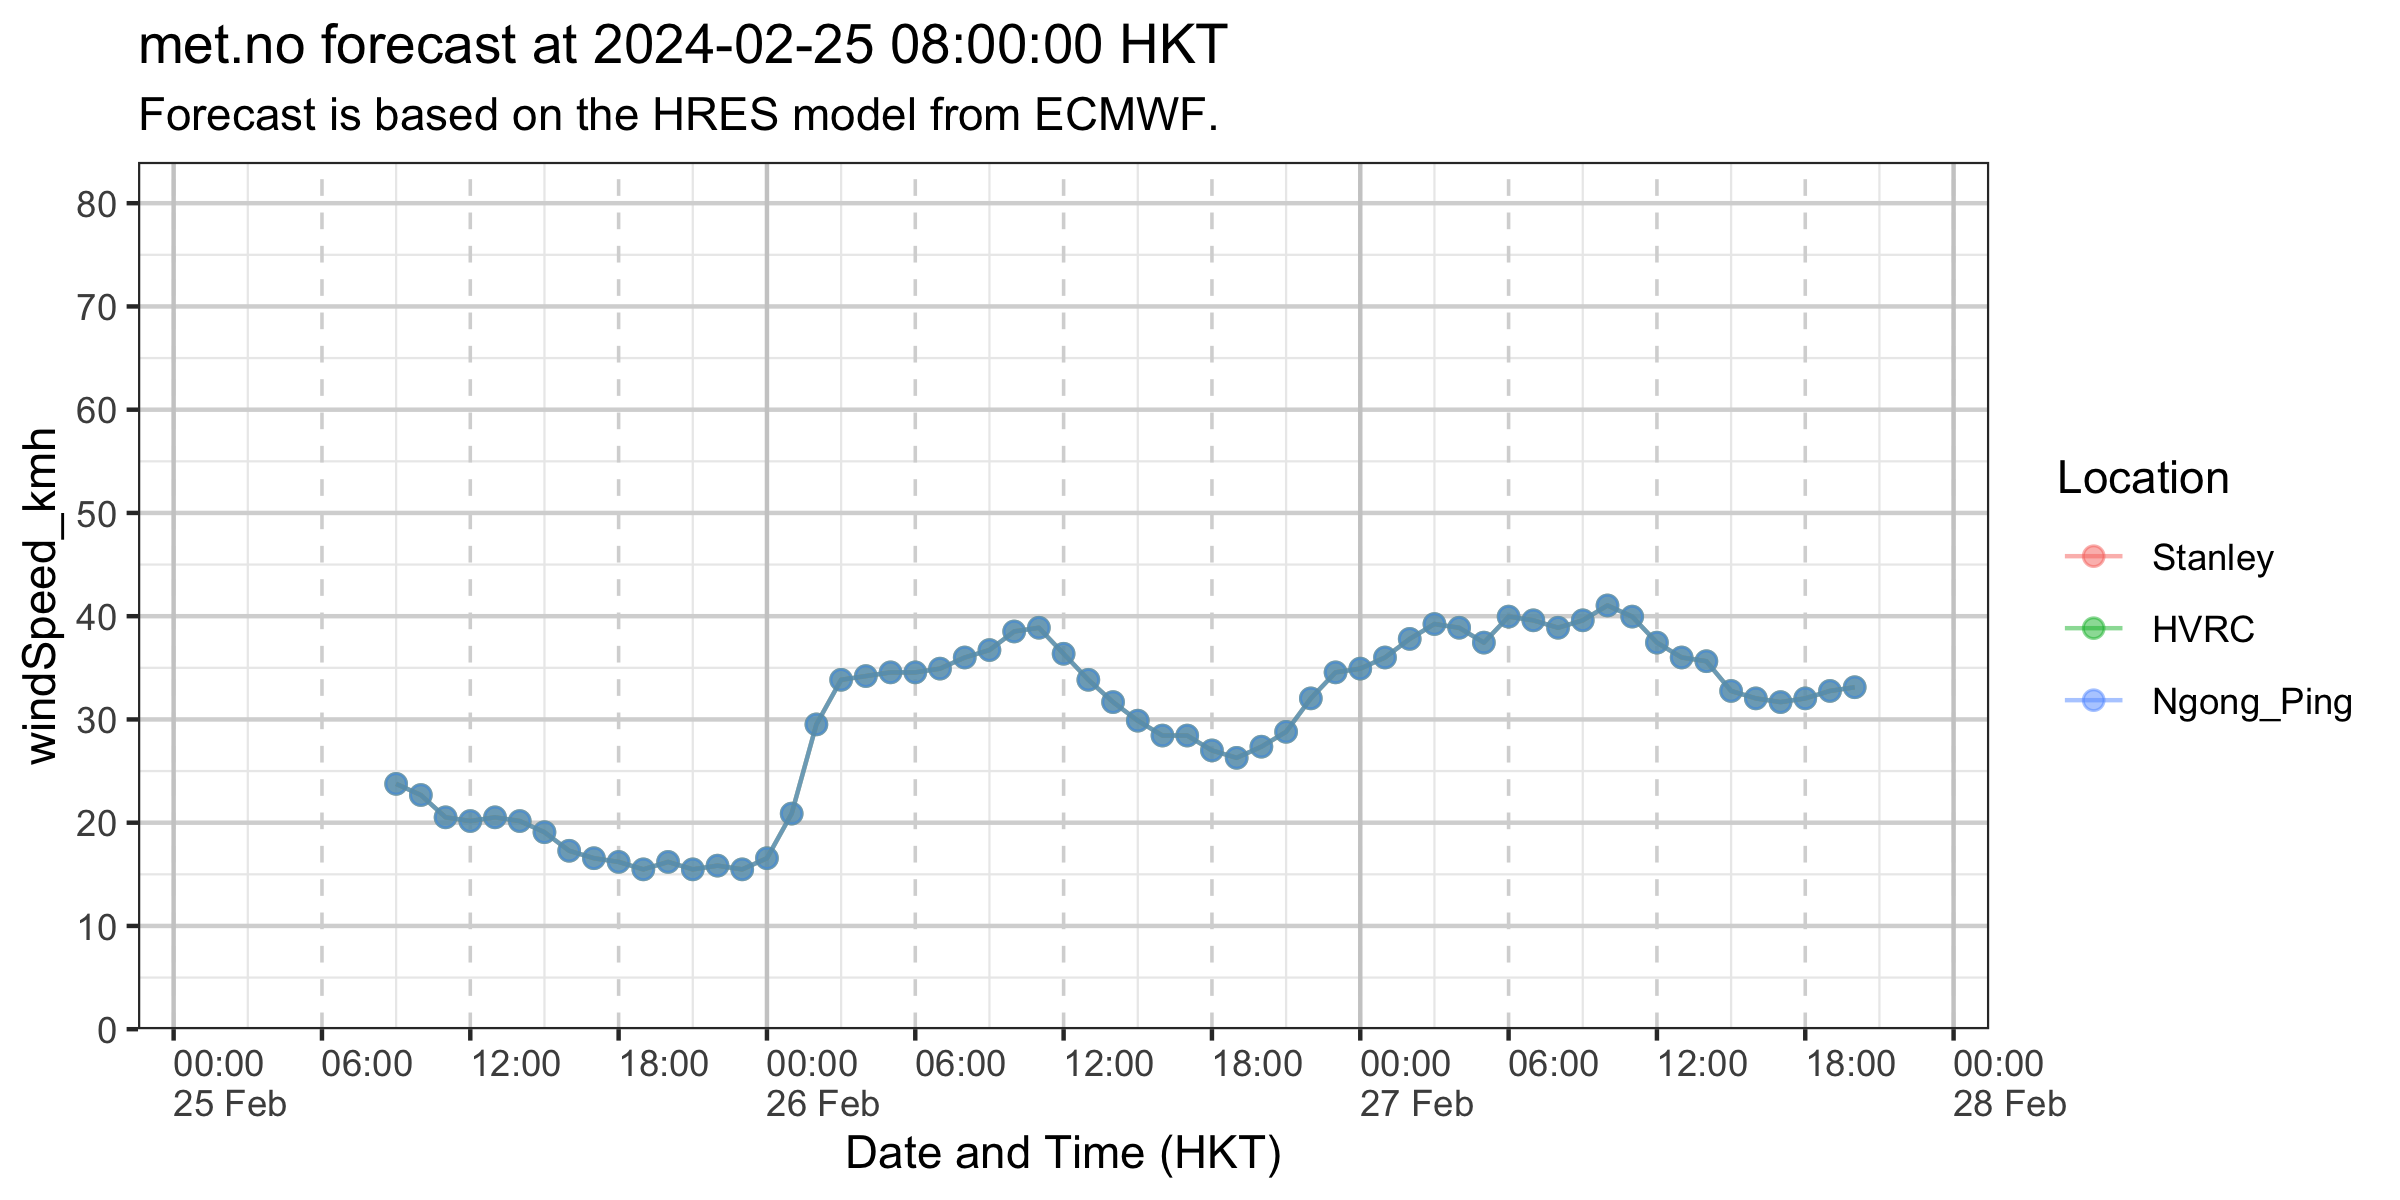 met.no forecast at 2024-02-25 08:00:00 HKT
Forecast is based on the HRES model from ECMWF.
windSpeed_kmh
80
70
60
50
40
30
20
10
0
00:00 06:00 12:00 18:00 00:00 06:00 12:00 18:00 00:00 06:00 12:00 18:00 00:00
25 Feb 26 Feb 27 Feb 28 Feb
Date and Time (HKT)
Location
Stanley
HVRC
Ngong_Ping